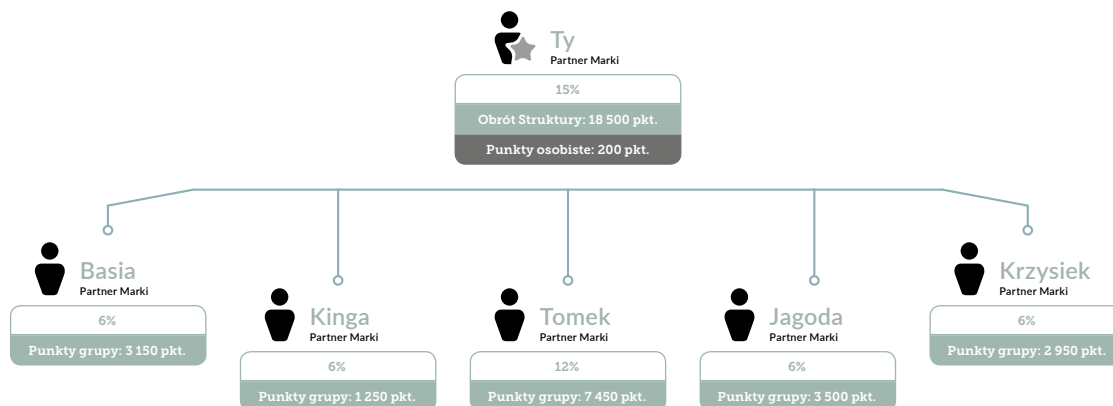 Ty
Partner Marki
15%
Obrót Struktury: 18 500 pkt.
Punkty osobiste: 200 pkt.
Basia
Partner Marki
6%
Punkty grupy: 3 150 pkt.
Kinga
Partner Marki
6%
Punkty grupy: 1 250 pkt.
Tomek
Partner Marki
12%
Punkty grupy: 7 450 pkt.
Jagoda
Partner Marki
6%
Punkty grupy: 3 500 pkt.
Krzysiek
Partner Marki
6%
Punkty grupy: 2 950 pkt.